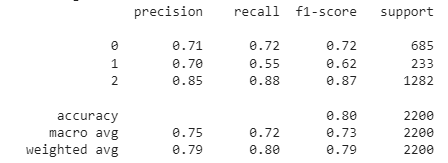 precision recall f1-score support
0 0.71 0.72 0.72 685
1 0.70 0.55 0.62 233
2 0.85 0.88 0.87 1282
accuracy 0.80 2200
macro avg 0.75 0.72 0.73 2200
weighted avg 0.79 0.80 0.79 2200